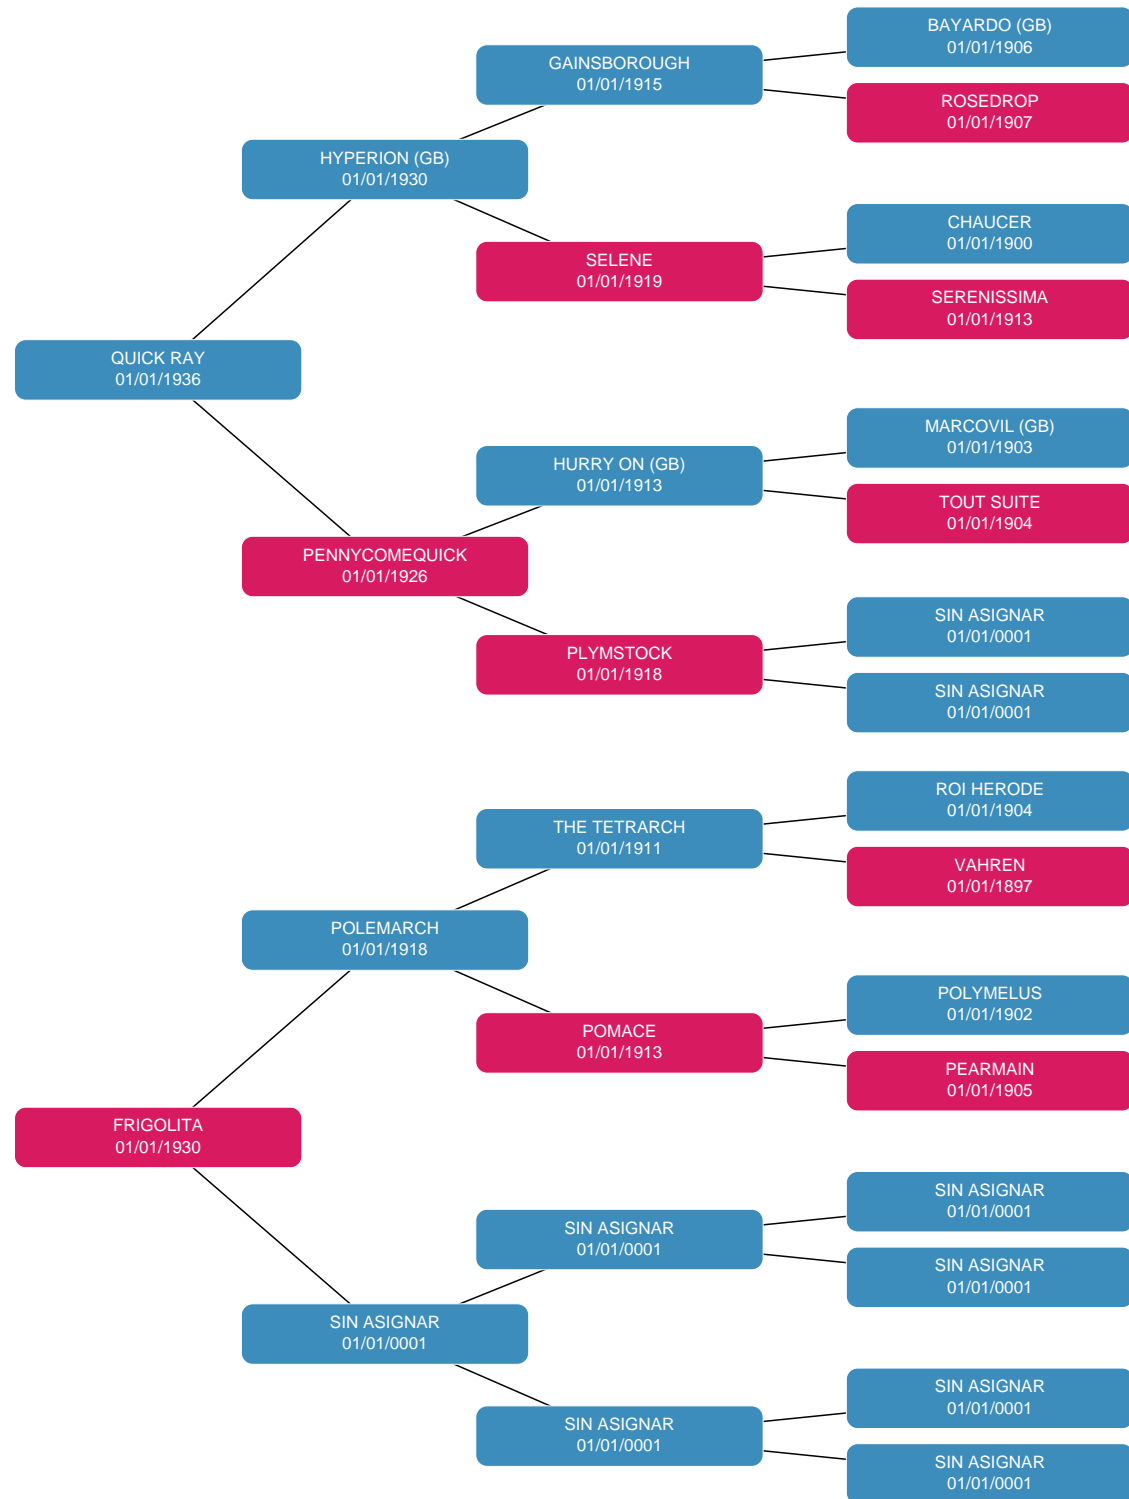 BAYARDO (GB)
01/01/1906
GAINSBOROUGH
01/01/1915
ROSEDROP
01/01/1907
HYPERION (GB)
01/01/1930
CHAUCER
01/01/1900
SELENE
01/01/1919
SERENISSIMA
01/01/1913
QUICK RAY
01/01/1936
MARCOVIL (GB)
01/01/1903
HURRY ON (GB)
01/01/1913
TOUT SUITE
01/01/1904
PENNYCOMEQUICK
01/01/1926
SIN ASIGNAR
01/01/0001
PLYMSTOCK
01/01/1918
SIN ASIGNAR
01/01/0001
ROI HERODE
01/01/1904
THE TETRARCH
01/01/1911
VAHREN
01/01/1897
POLEMARCH
01/01/1918
POLYMELUS
01/01/1902
POMACE
01/01/1913
PEARMAIN
01/01/1905
FRIGOLITA
01/01/1930
SIN ASIGNAR
01/01/0001
SIN ASIGNAR
01/01/0001
SIN ASIGNAR
01/01/0001
SIN ASIGNAR
01/01/0001
SIN ASIGNAR
01/01/0001
SIN ASIGNAR
01/01/0001
SIN ASIGNAR
01/01/0001